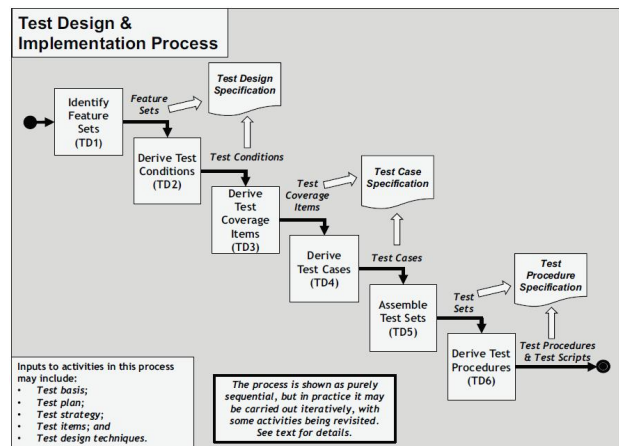 Test Design &
Implementation Process
Identify
Feature
Sets
(TD1)
Feature
Sets
Test Design
Specification
Derive Test
Conditions
(TD2)
Test Conditions
Derive
Test
Coverage
Items
(TD3)
Test
Coverage
Items
Test Case
Specification
Derive
Test Cases
(TD4)
Test Cases
Assemble
Test Sets
(TD5)
Test
Sets
Test
Procedure
Specification
Derive Test
Procedures
(TD6)
Test Procedures
& Test Scripts
Inputs to activities in this process
may include:
• Test basis;
• Test plan;
• Test strategy;
• Test items; and
• Test design techniques.
The process is shown as purely
sequential, but in practice it may
be carried out iteratively, with
some activities being revisited.
See text for details.